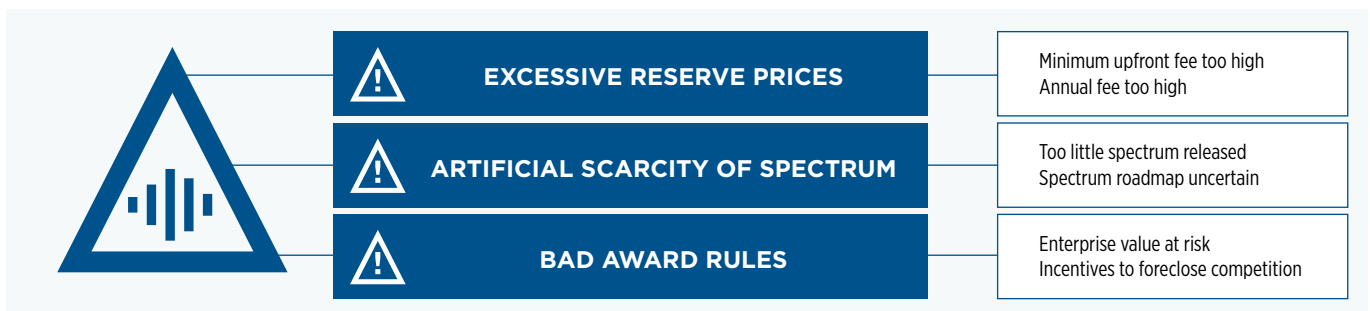 EXCESSIVE RESERVE PRICES
Minimum upfront fee too high
Annual fee too high
ARTIFICIAL SCARCITY OF SPECTRUM
Too little spectrum released
Spectrum roadmap uncertain
BAD AWARD RULES
Enterprise value at risk
Incentives to foreclose competition